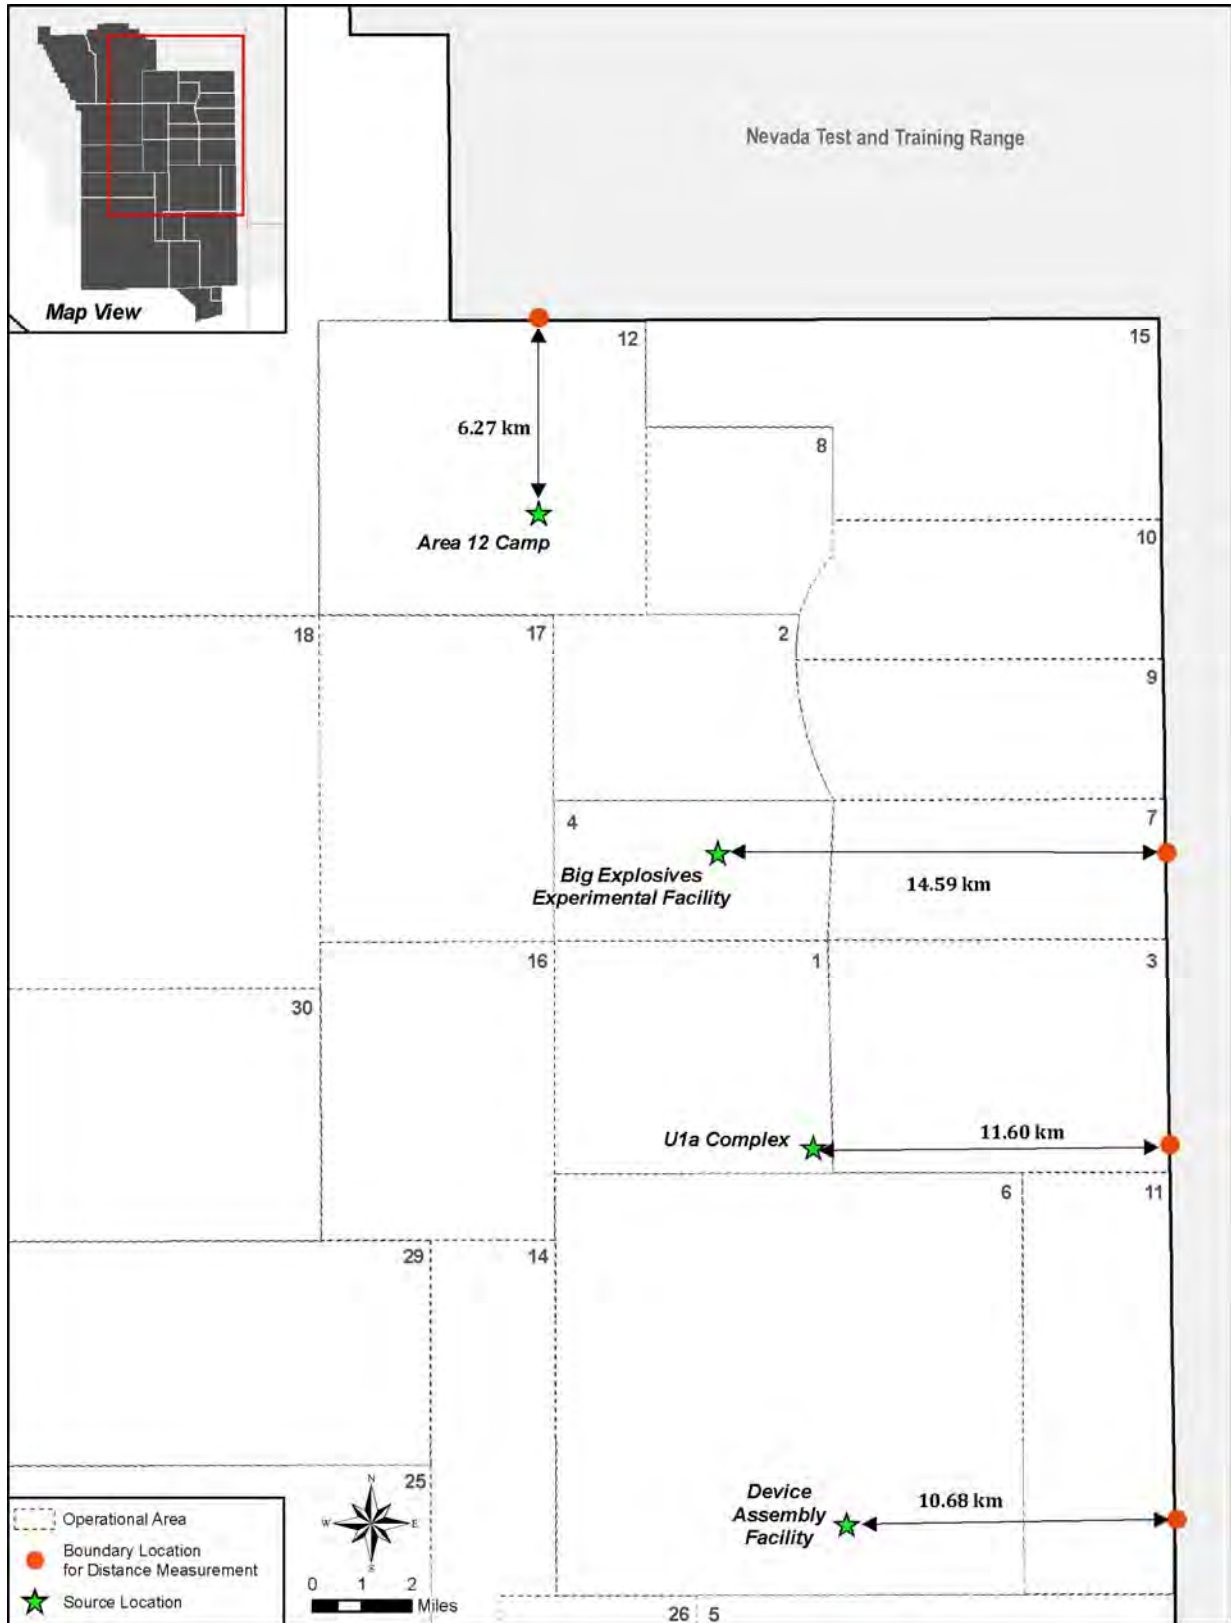 Map View
Nevada Test and Training Range
12
15
8
6.27 km
Area 12 Camp
10
18
17
2
9
4
7
Big Explosives
Experimental Facility
14.59 km
16
1
3
30
U1a Complex
11.60 km
6
11
29
14
25
Device
Assembly
Facility
10.68 km
N
W
E
S
Operational Area
Boundary Location
for Distance Measurement
Source Location
0 1 2
Miles
26
5